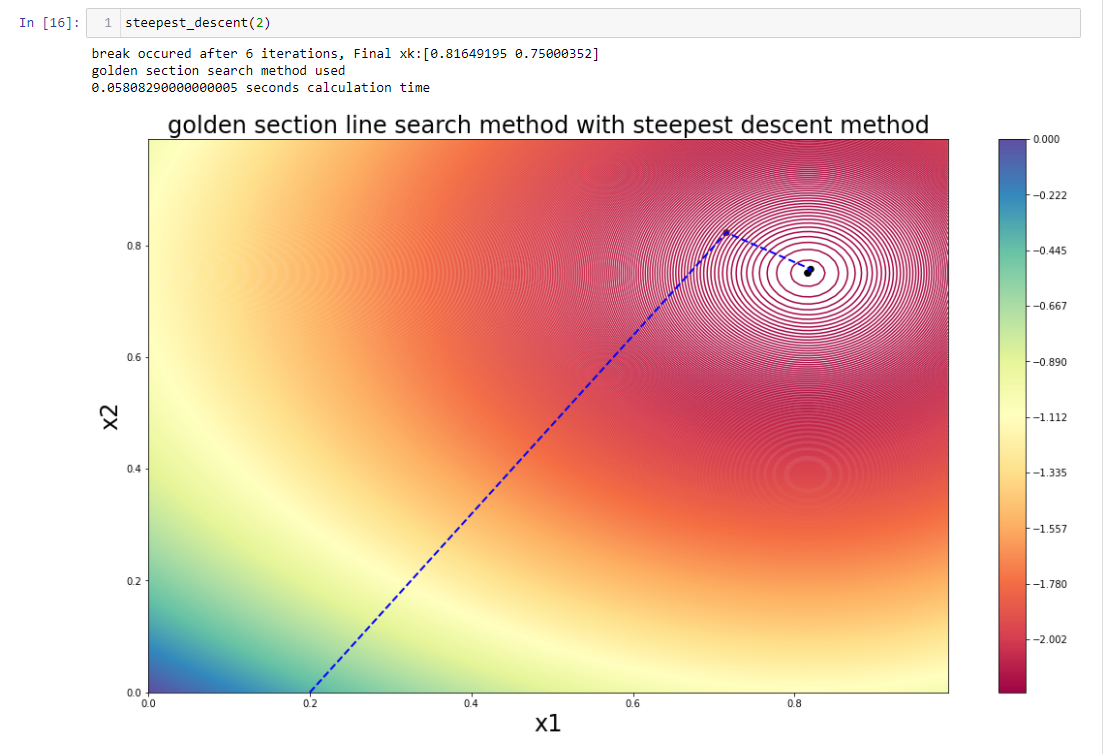 In [16]: 1 steepest_descent(2)
break occured after 6 iterations, Final xk:[0.81649195 0.75000352]
golden section search method used
0.05808290000000005 seconds calculation time
golden section line search method with steepest descent method
0.000
−0.222
−0.445
−0.667
−0.890
−1.112
−1.335
−1.557
−1.780
−2.002
x2
0.8
0.6
0.4
0.2
0.0
0.0 0.2 0.4 0.6 0.8
x1